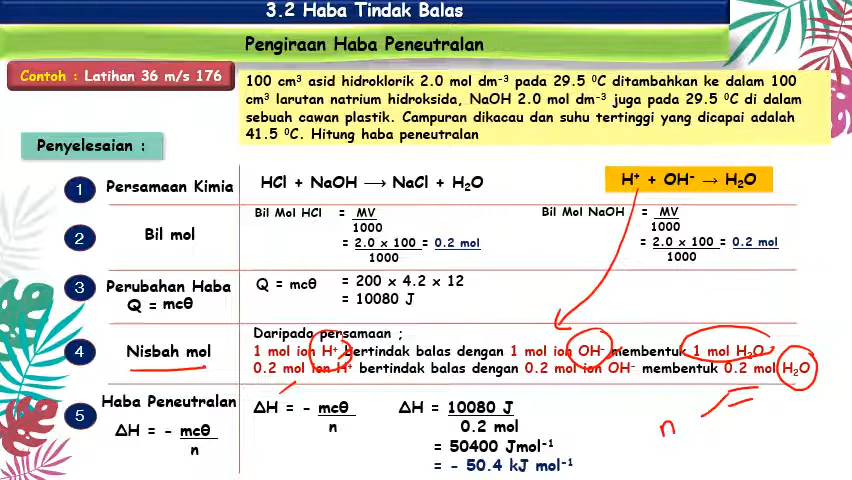 3.2 Haba Tindak Balas
Pengiraan Haba Peneutralan
Contoh : Latihan 36 m/s 176
100 cm³ asid hidroklorik 2.0 mol dm⁻³ pada 29.5 ⁰C ditambahkan ke dalam 100
cm³ larutan natrium hidroksida, NaOH 2.0 mol dm⁻³ juga pada 29.5 ⁰C di dalam
sebuah cawan plastik. Campuran dikacau dan suhu tertinggi yang dicapai adalah
41.5 ⁰C. Hitung haba peneutralan
Penyelesaian :
1 Persamaan Kimia HCl + NaOH → NaCl + H₂O H⁺ + OH⁻ → H₂O
2 Bil mol
Bil Mol HCl = MV
1000
= 2.0 x 100 = 0.2 mol
1000
Bil Mol NaOH = MV
1000
= 2.0 x 100 = 0.2 mol
1000
3 Perubahan Haba
Q = mcθ
Q = mcθ = 200 x 4.2 x 12
= 10080 J
4 Nisbah mol
Daripada persamaan ;
1 mol ion H⁺ bertindak balas dengan 1 mol ion OH⁻ membentuk 1 mol H₂O
0.2 mol ion H⁺ bertindak balas dengan 0.2 mol ion OH⁻ membentuk 0.2 mol H₂O
5 Haba Peneutralan
ΔH = - mcθ
n
ΔH = - mcθ
n
ΔH = 10080 J
0.2 mol
= 50400 Jmol⁻¹
= - 50.4 kJ mol⁻¹
n